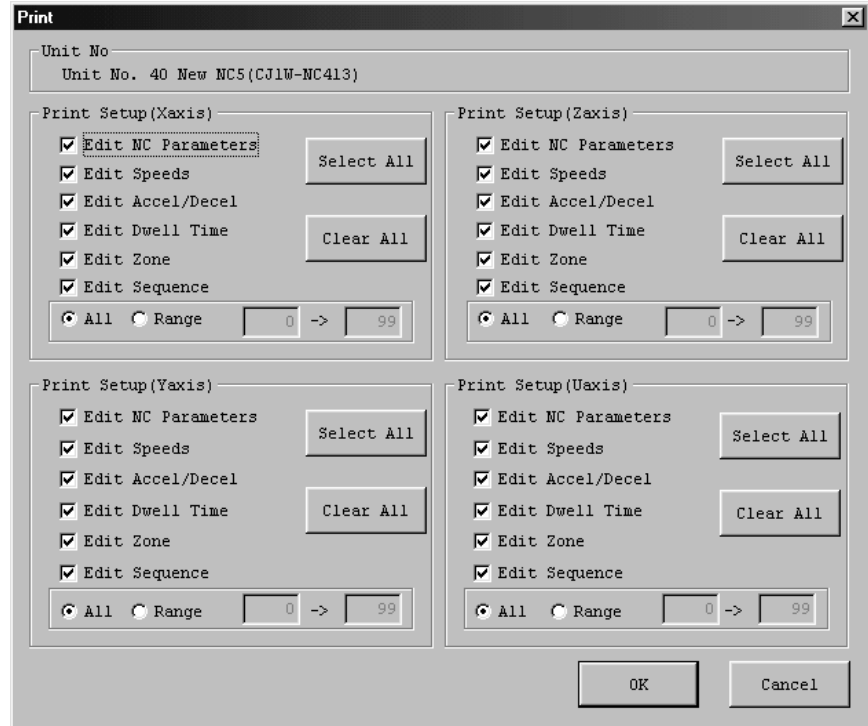 Print
Unit No
Unit No. 40 New NC5(CJ1W-NC413)
Print Setup(Xaxis)
Edit NC Parameters
Edit Speeds
Edit Accel/Decel
Edit Dwell Time
Edit Zone
Edit Sequence
Select All
Clear All
All Range 0 -> 99
Print Setup(Zaxis)
Edit NC Parameters
Edit Speeds
Edit Accel/Decel
Edit Dwell Time
Edit Zone
Edit Sequence
Select All
Clear All
All Range 0 -> 99
Print Setup(Yaxis)
Edit NC Parameters
Edit Speeds
Edit Accel/Decel
Edit Dwell Time
Edit Zone
Edit Sequence
Select All
Clear All
All Range 0 -> 99
Print Setup(Uaxis)
Edit NC Parameters
Edit Speeds
Edit Accel/Decel
Edit Dwell Time
Edit Zone
Edit Sequence
Select All
Clear All
All Range 0 -> 99
OK
Cancel